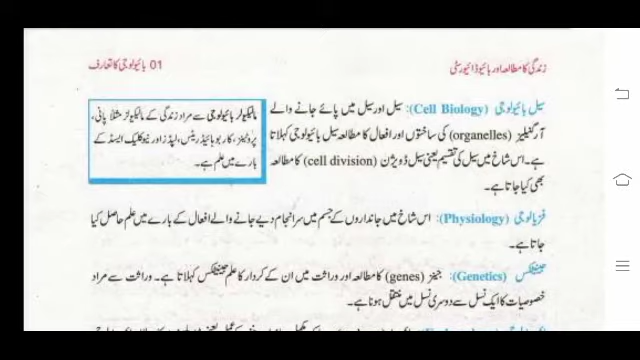 زندگی کا مطالعہ اور بائیوڈائیورسٹی
01 بائیولوجی کا تعارف
سیل بائیولوجی (Cell Biology): سیل اور سیل میں پائے جانے والے
آرگنیلیز (organelles) کی ساختوں اور افعال کا مطالعہ سیل بائیولوجی کہلاتا
ہے۔ اس شاخ میں سیل کی تقسیم یعنی سیل ڈویژن (cell division) کا مطالعہ
بھی کیا جاتا ہے۔
مالیکیولر بائیولوجی سے مراد زندگی کے مالیکیولز مثلاً پانی،
پروٹینز، کاربوہائیڈریٹس، لپڈز اور نیوکلیک ایسڈ کے
بارے میں علم ہے۔
فزیالوجی (Physiology): اس شاخ میں جانداروں کے جسم میں سرانجام دیے جانے والے افعال کے بارے میں علم حاصل کیا
جاتا ہے۔
جینیٹکس (Genetics): جینز (genes) کا مطالعہ اور وراثت میں ان کے کردار کا علم جینیٹکس کہلاتا ہے۔ وراثت سے مراد
خصوصیات کا ایک نسل سے دوسری نسل میں منتقل ہونا ہے۔